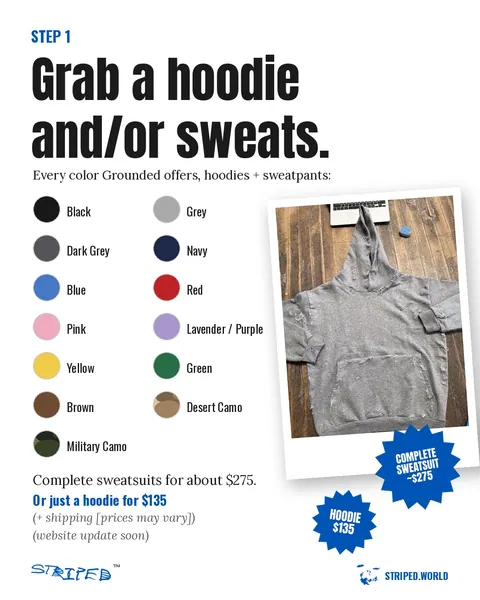 STEP 1
Grab a hoodie
and/or sweats.
Every color Grounded offers, hoodies + sweatpants:
Black
Grey
Dark Grey
Navy
Blue
Red
Pink
Lavender / Purple
Yellow
Green
Brown
Desert Camo
Military Camo
COMPLETE
SWEATSUIT
~$275
Complete sweatsuits for about $275.
Or just a hoodie for $135
(+ shipping [prices may vary])
(website update soon)
HOODIE
$135
STRIPED™
STRIPED.WORLD